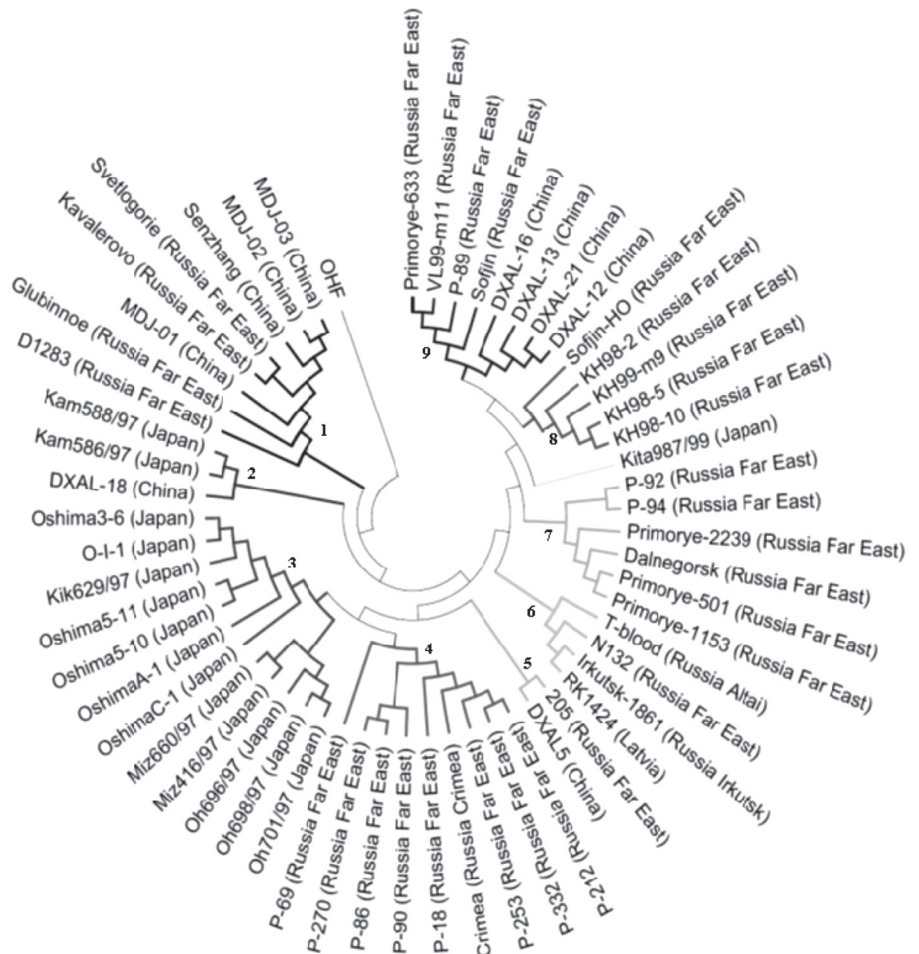 Primorye-633 (Russia Far East)
VL99-m11 (Russia Far East)
P-89 (Russia Far East)
Sofjin (Russia Far East)
DXAL-16 (China)
DXAL-13 (China)
DXAL-21 (China)
DXAL-12 (China)
Sofjin-HO (Russia Far East)
KH98-2 (Russia Far East)
KH99-m9 (Russia Far East)
KH98-5 (Russia Far East)
KH98-10 (Russia Far East)
Kita987/99 (Japan)
P-92 (Russia Far East)
P-94 (Russia Far East)
Primorye-2239 (Russia Far East)
Dalnegorsk (Russia Far East)
Primorye-501 (Russia Far East)
Primorye-1153 (Russia Far East)
T-blood (Russia Altai)
N132 (Russia Far East)
Irkutsk-1861 (Russia Irkutsk)
RK1424 (Latvia)
205 (Russia Far East)
DXAL5 (China)
P-212 (Russia Far East)
P-332 (Russia Far East)
P-253 (Russia Far East)
Crimea (Russia Crimea)
P-18 (Russia Far East)
P-90 (Russia Far East)
P-86 (Russia Far East)
P-270 (Russia Far East)
P-69 (Russia Far East)
Oh701/97 (Japan)
Oh698/97 (Japan)
Oh696/97 (Japan)
Miz416/97 (Japan)
Miz660/97 (Japan)
OshimaC-1 (Japan)
OshimaA-1 (Japan)
Oshima5-10 (Japan)
Oshima5-11 (Japan)
Kik629/97 (Japan)
O-I-1 (Japan)
Oshima3-6 (Japan)
DXAL-18 (China)
Kam586/97 (Japan)
Kam588/97 (Japan)
D1283 (Russia Far East)
Glubinnoe (Russia Far East)
MDJ-01 (China)
Kavalerovo (Russia Far East)
Svetlogorie (Russia Far East)
Senzhang (China)
MDJ-02 (China)
MDJ-03 (China)
OHF
1
2
3
4
5
6
7
8
9